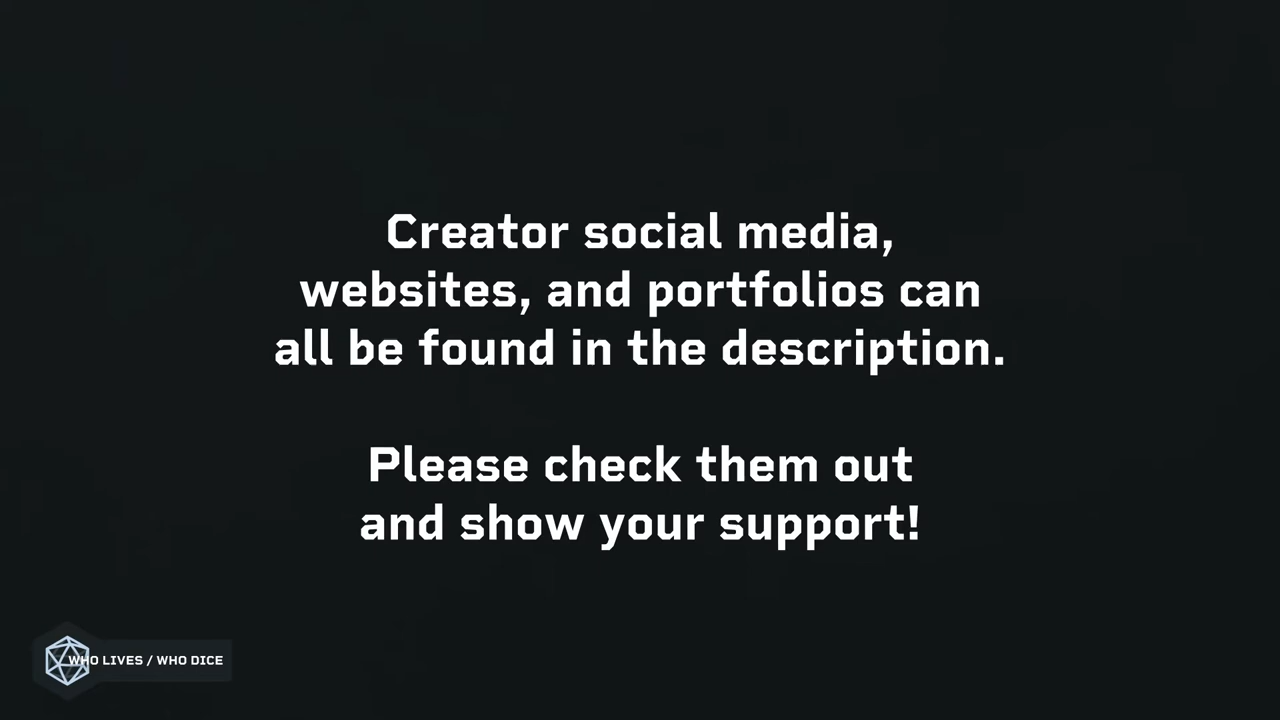 Creator social media,
websites, and portfolios can
all be found in the description.
Please check them out
and show your support!
WHO LIVES / WHO DICE